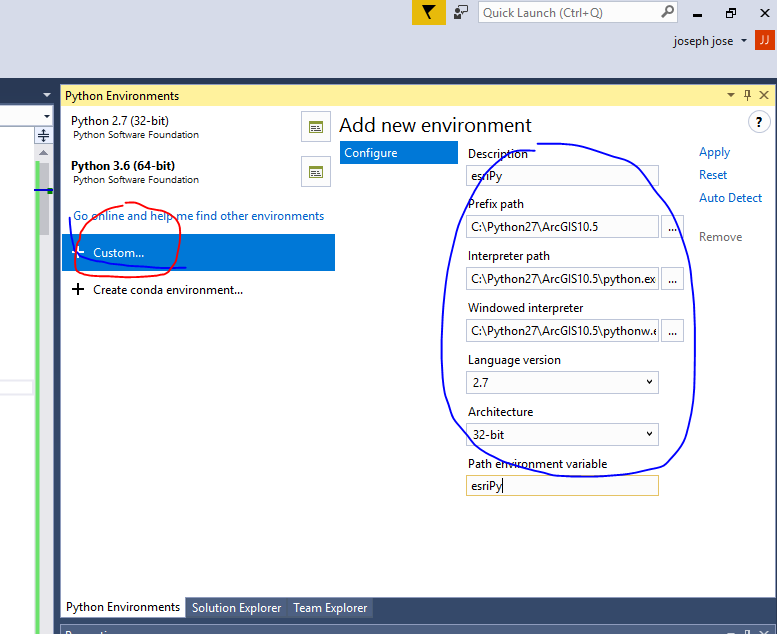 Quick Launch (Ctrl+Q)
joseph jose
JJ
Python Environments
Python 2.7 (32-bit)
Python Software Foundation
Python 3.6 (64-bit)
Python Software Foundation
Go online and help me find other environments
+ Custom...
+ Create conda environment...
Add new environment
?
Configure
Description
esriPy
Prefix path
C:\Python27\ArcGIS10.5
...
Interpreter path
C:\Python27\ArcGIS10.5\python.ex
...
Windowed interpreter
C:\Python27\ArcGIS10.5\pythonw.e
...
Language version
2.7
Architecture
32-bit
Path environment variable
esriPy
Apply
Reset
Auto Detect
Remove
Python Environments Solution Explorer Team Explorer